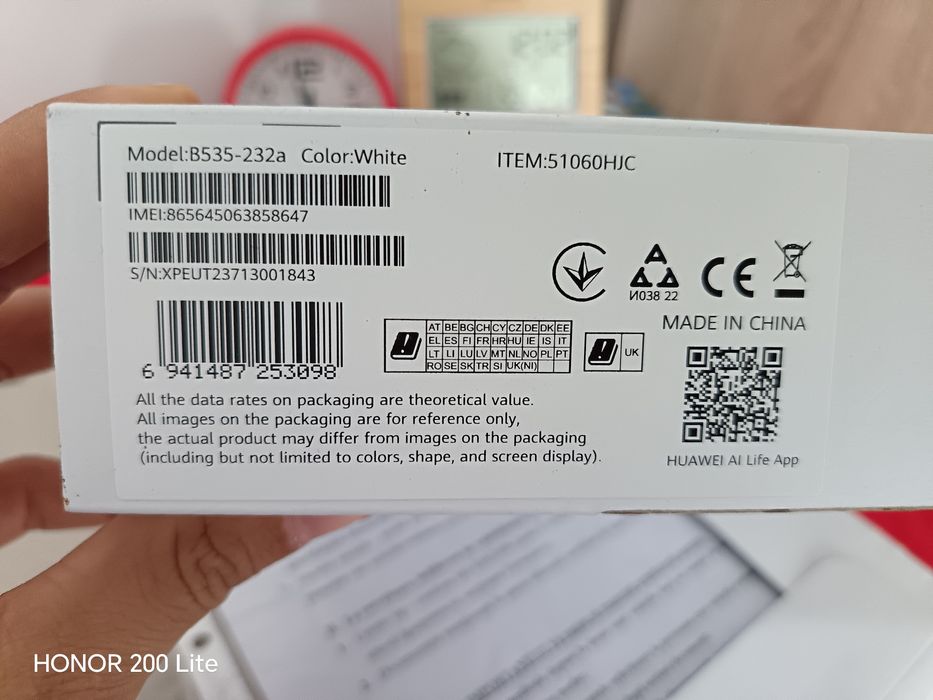 Model:B535-232a Color:White
ITEM:51060HJC
IMEI:865645063858647
S/N:XPEUT23713001843
И038 22
CE
MADE IN CHINA
AT BE BG CH CY CZ DE DK EE
EL ES FI FR HR HU IE IS IT
LT LI LU LV MT NL NO PL PT
RO SE SK TR SI UK(NI)
UK
6 941487 253098
All the data rates on packaging are theoretical value.
All images on the packaging are for reference only,
the actual product may differ from images on the packaging
(including but not limited to colors, shape, and screen display).
HUAWEI AI Life App
HONOR 200 Lite